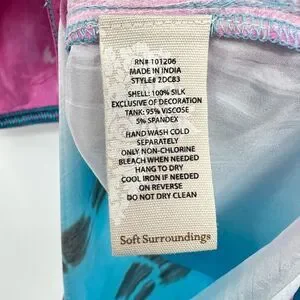 RN# 101206
MADE IN INDIA
STYLE# 2DC83
SHELL: 100% SILK
EXCLUSIVE OF DECORATION
TANK: 95% VISCOSE
5% SPANDEX
HAND WASH COLD
SEPARATELY
ONLY NON-CHLORINE
BLEACH WHEN NEEDED
HANG TO DRY
COOL IRON IF NEEDED
ON REVERSE
DO NOT DRY CLEAN
Soft Surroundings